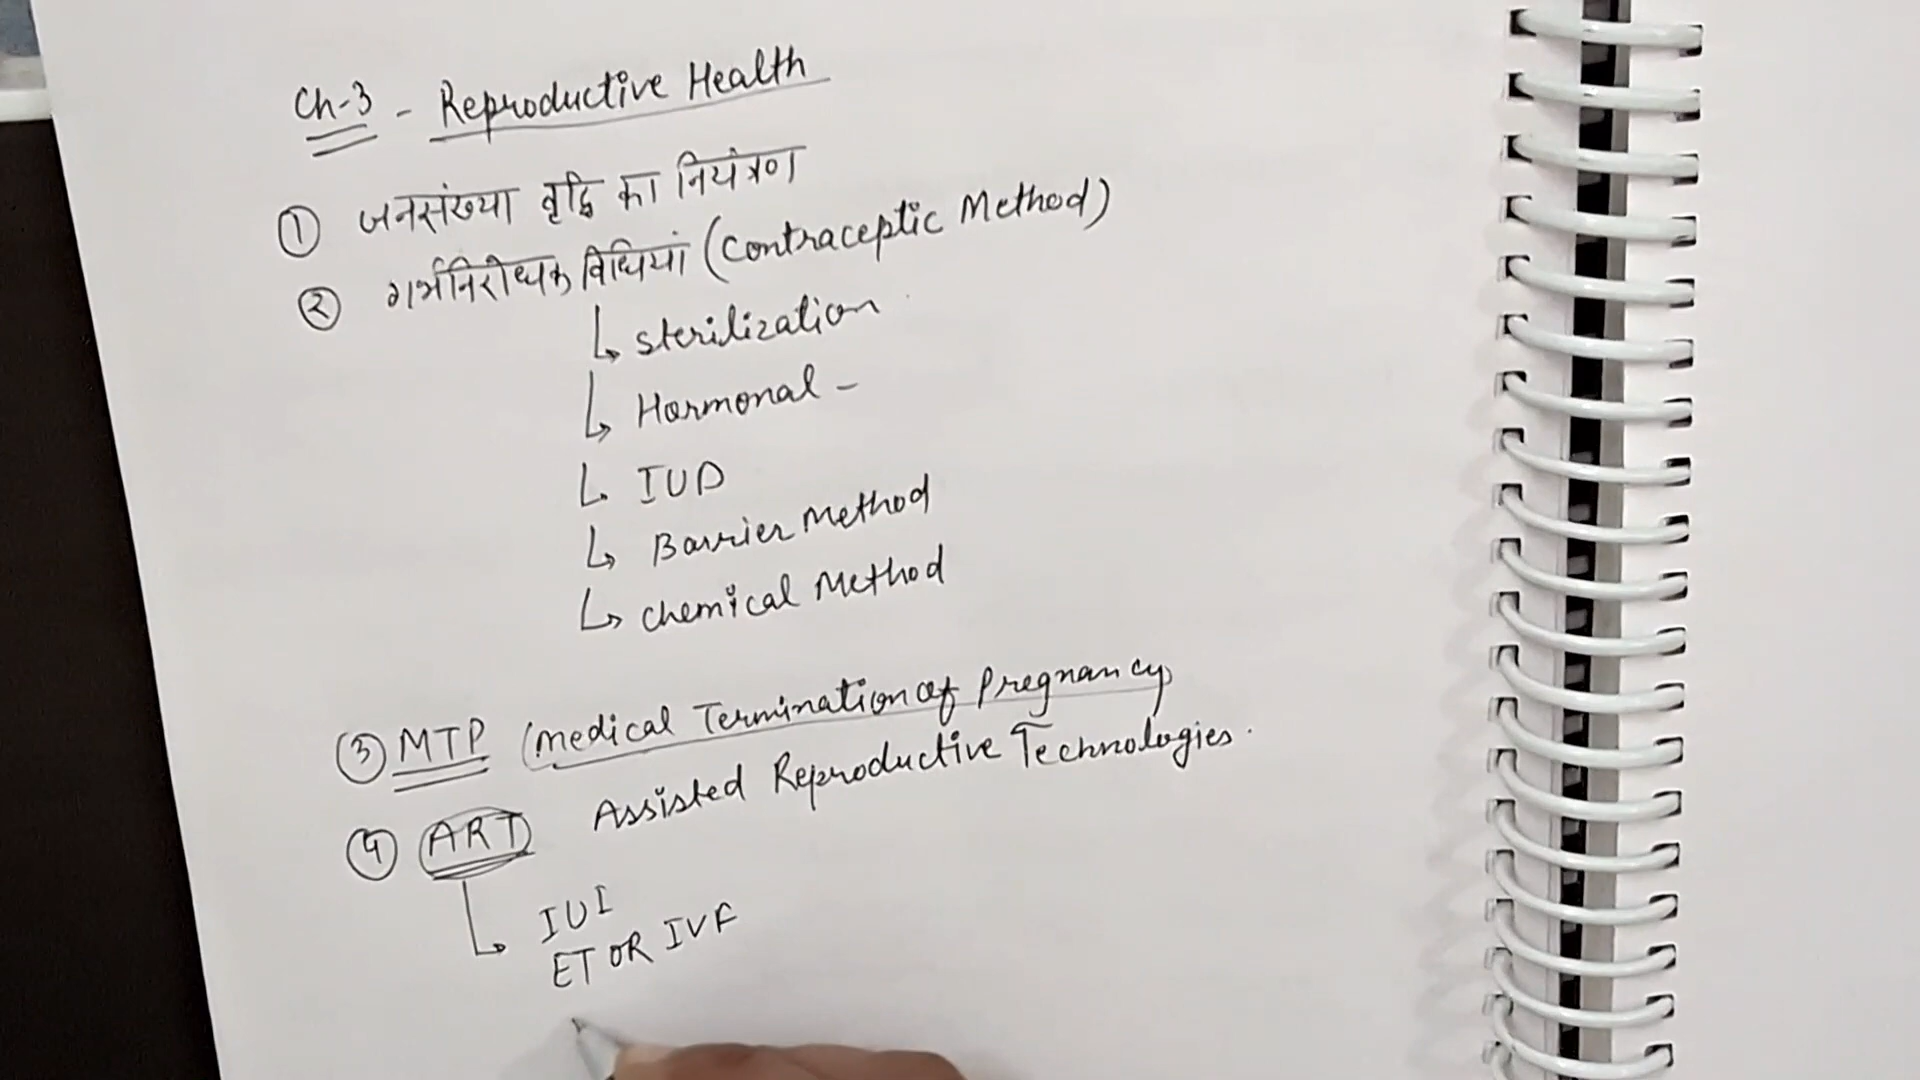 Ch-3 - Reproductive Health
① जनसंख्या वृद्धि का नियंत्रण
② गर्भनिरोधक विधियां (Contraceptic Method)
↳ sterilization
↳ Hormonal -
↳ IUD
↳ Barrier Method
↳ chemical Method
③ MTP (medical Termination of Pregnancy
④ ART Assisted Reproductive Technologies.
↳ IUI
ET OR IVF